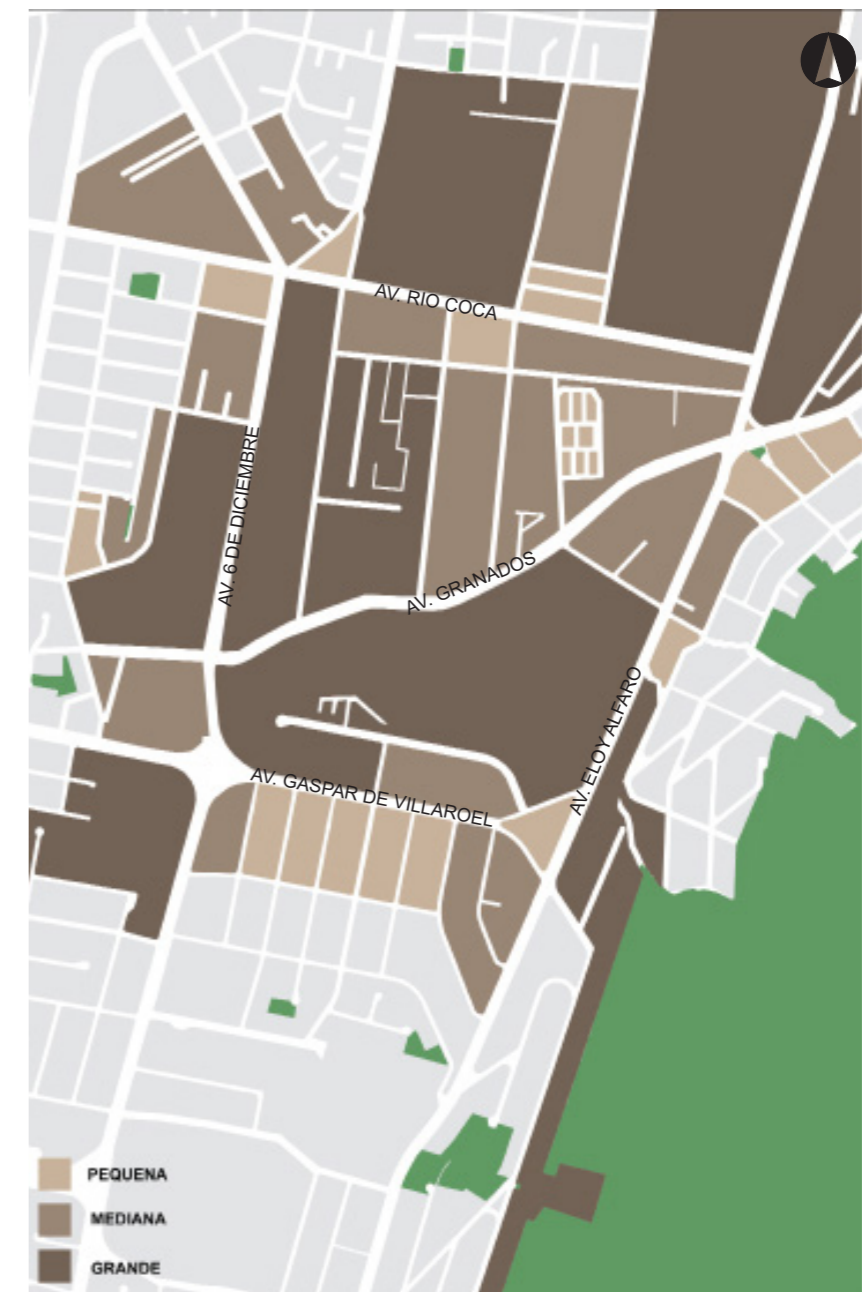 AV. RIO COCA
AV. 6 DE DICIEMBRE
AV. GRANADOS
AV. ELOY ALFARO
AV. GASPAR DE VILLAROEL
PEQUENA
MEDIANA
GRANDE